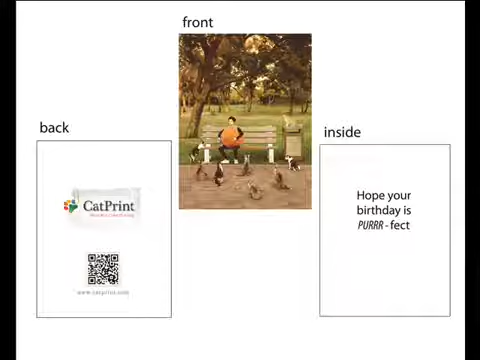 front
back
inside
CatPrint
Hope your
birthday is
PURRR - fect
www.catprint.com